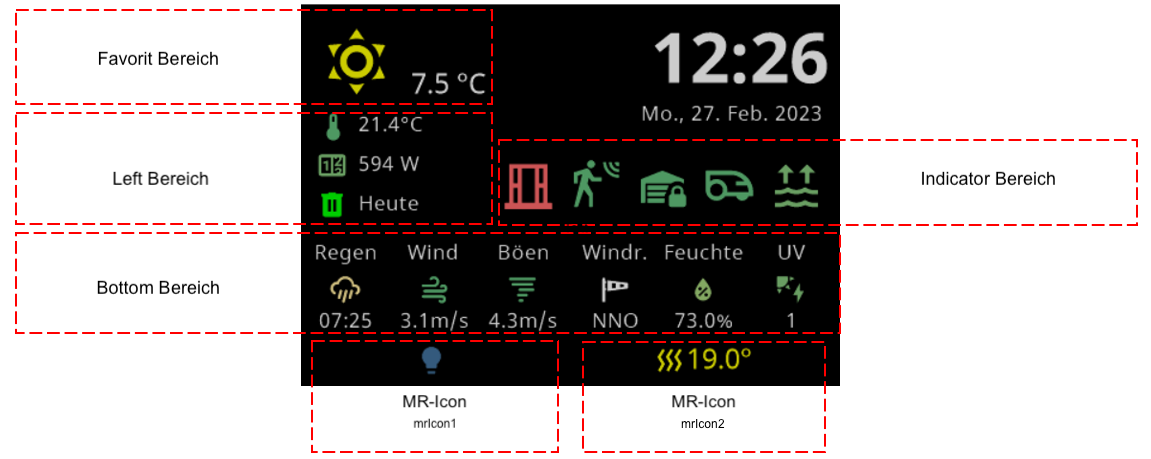 Favorit Bereich
7.5 °C
12:26
Mo., 27. Feb. 2023
Left Bereich
21.4°C
594 W
Heute
Indicator Bereich
Bottom Bereich
Regen Wind Böen Windr. Feuchte UV
07:25 3.1m/s 4.3m/s NNO 73.0% 1
19.0°
MR-Icon MR-Icon
mrIcon1 mrIcon2